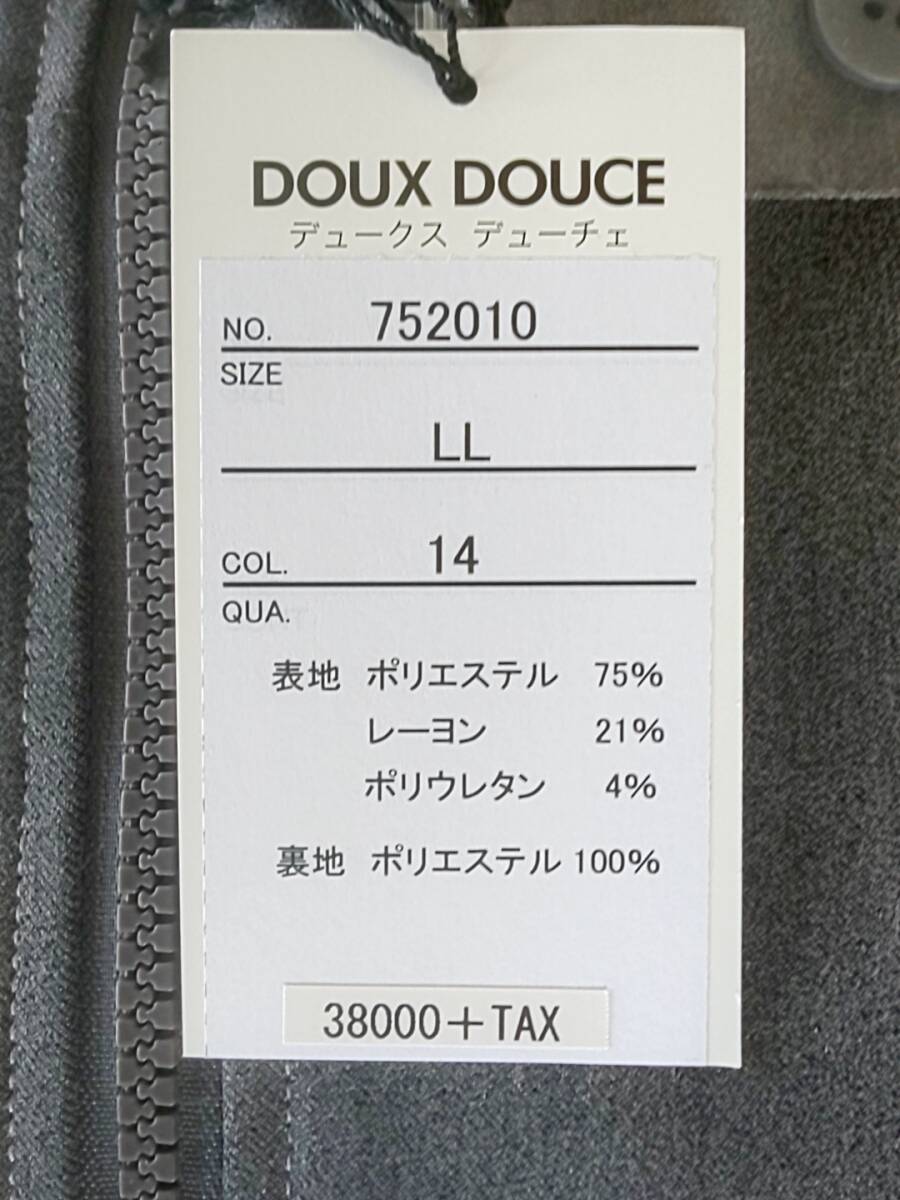 DOUX DOUCE
デュークス デューチェ
NO. 752010
SIZE
LL
COL. 14
QUA.
表地 ポリエステル 75%
レーヨン 21%
ポリウレタン 4%
裏地 ポリエステル 100%
38000+TAX